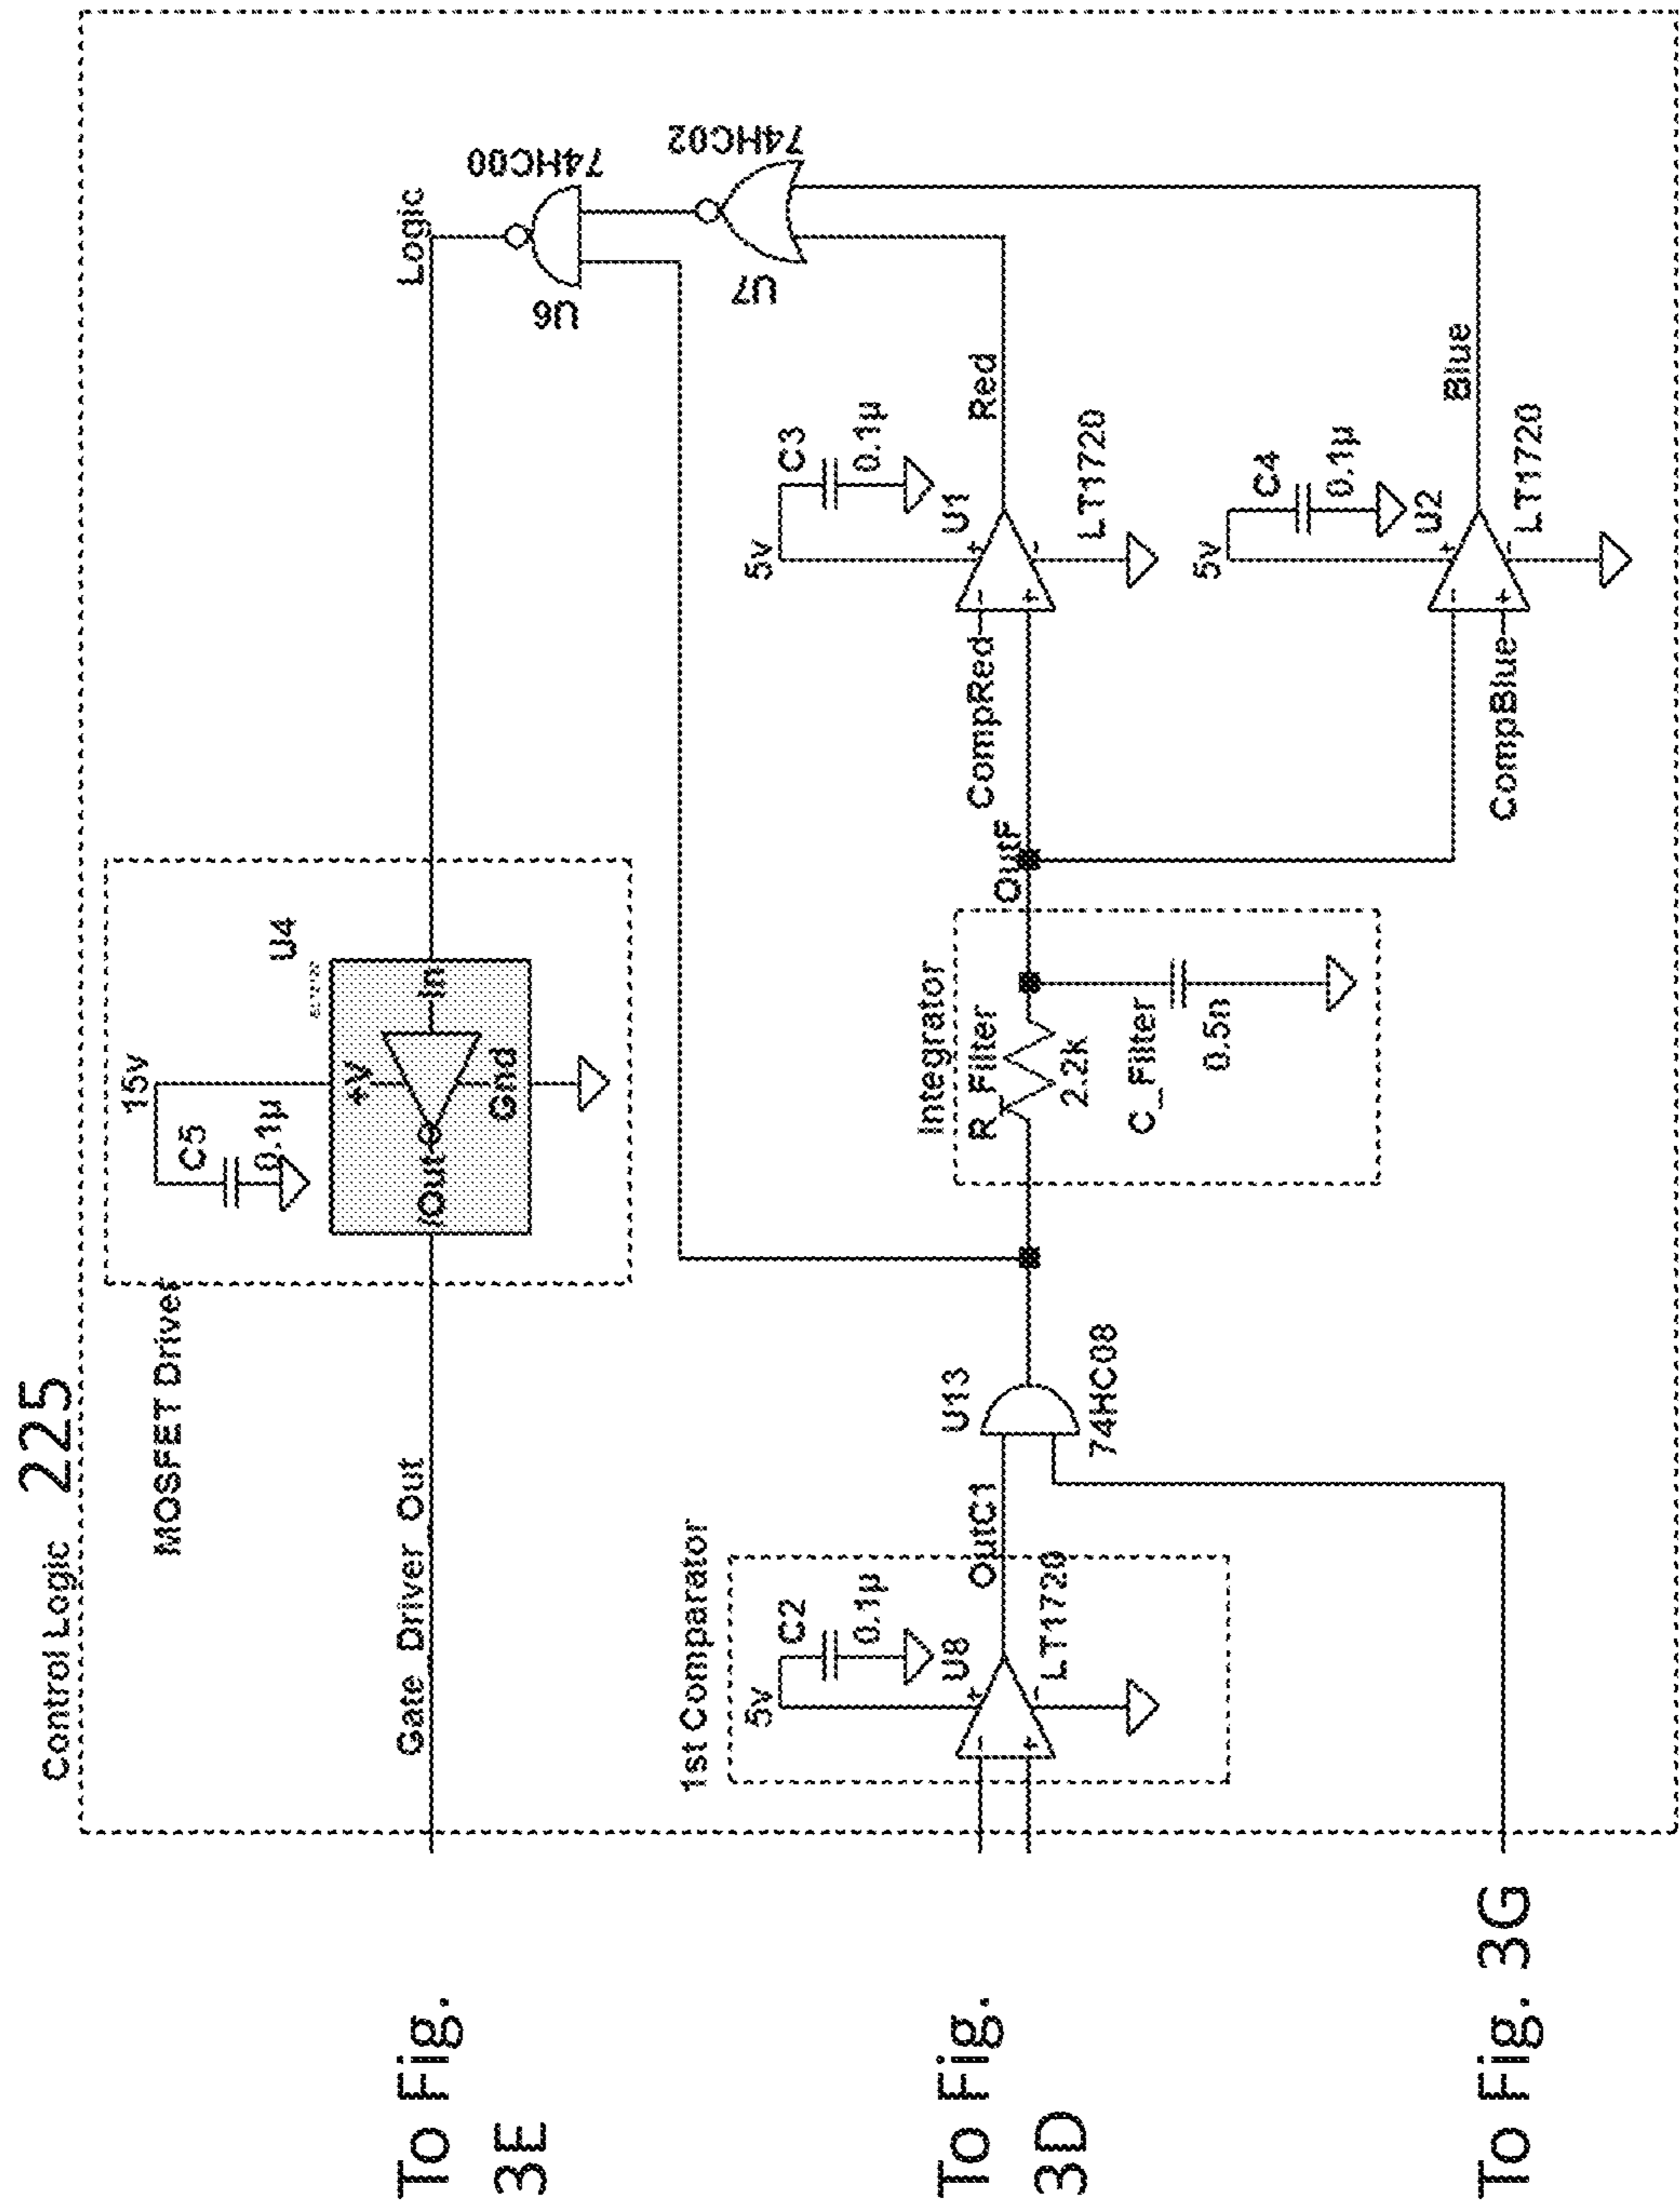 Control Logic 225
MOSFET Driver
15v
C5
0.1µ
U4
+V
In
/Out
Gnd
Gate Driver Out
Logic
74HC00
U6
74HC02
U7
1st Comparator
5v
C2
0.1µ
U8
LT1720
OutC1
U13
74HC08
Integrator
R_Filter
2.2k
C_Filter
0.5n
OutF
5v
C3
0.1µ
U1
CompRed
Red
LT1720
5v
C4
0.1µ
U2
CompBlue
Blue
LT1720
To Fig.
3E
To Fig.
3D
To Fig. 3G